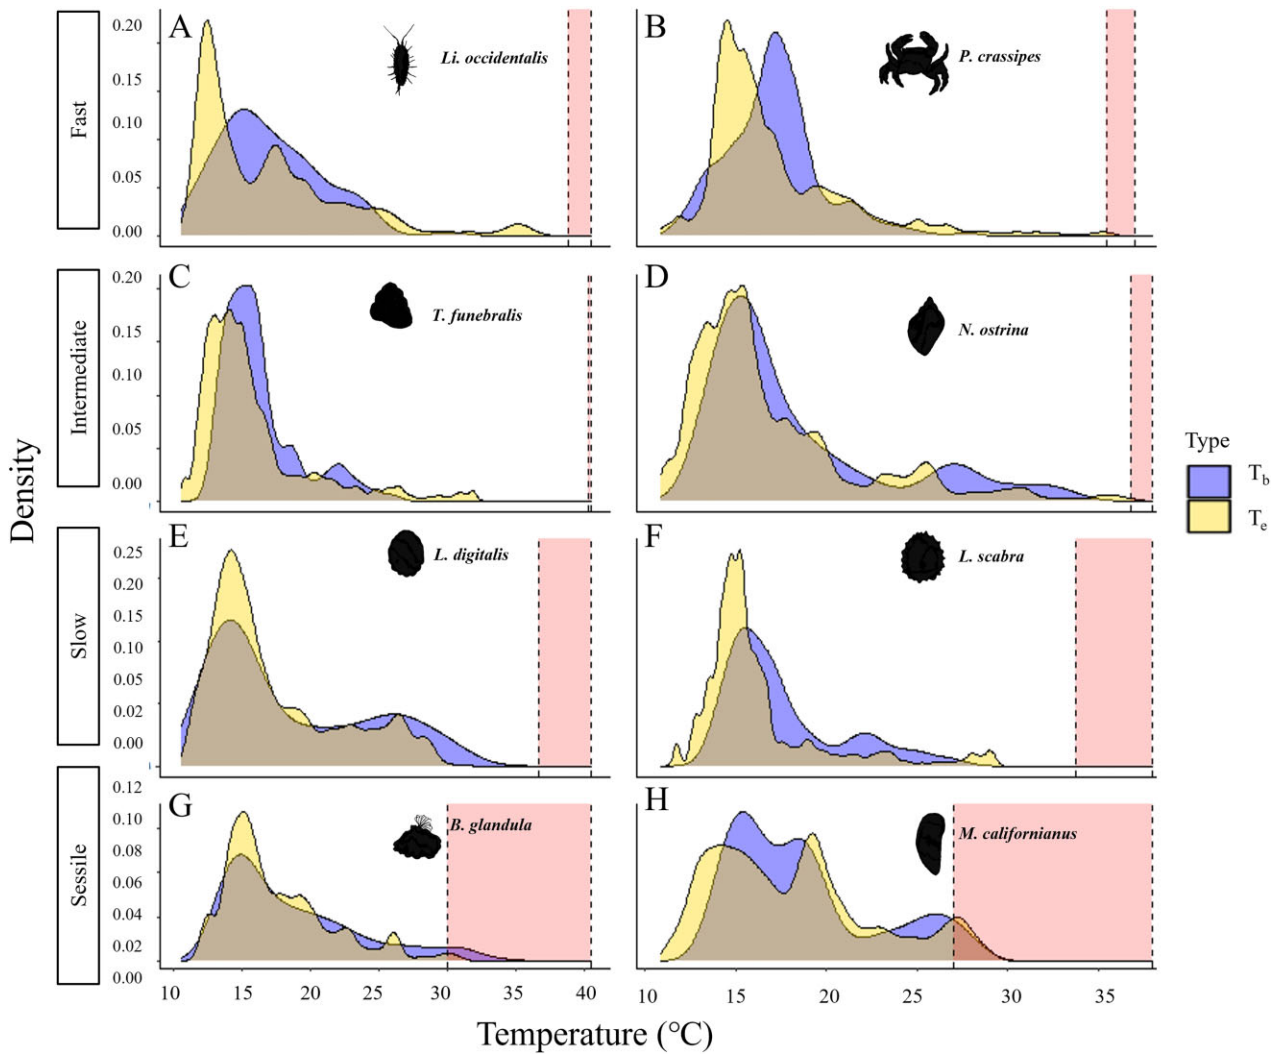 A
Li. occidentalis
B
P. crassipes
Fast
0.20
0.15
0.10
0.05
0.00
C
T. funebralis
D
N. ostrina
Intermediate
0.20
0.15
0.10
0.05
0.00
E
L. digitalis
F
L. scabra
Slow
0.25
0.20
0.15
0.10
0.05
0.02
0.00
G
B. glandula
H
M. californianus
Sessile
0.12
0.10
0.08
0.06
0.04
0.02
0.00
Density
10 15 20 25 30 35 40
10 15 20 25 30 35
Temperature (°C)
Type
Tb
Te